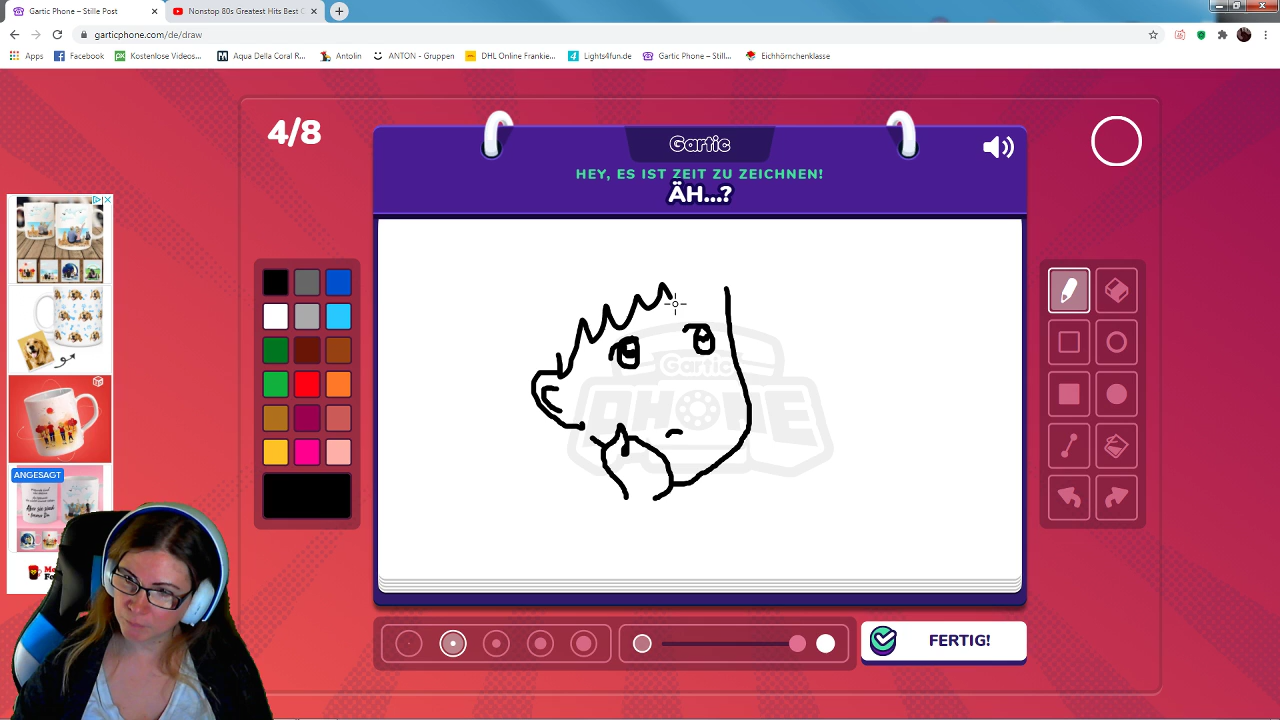 Gartic Phone – Stille Post
Nonstop 80s Greatest Hits Best
garticphone.com/de/draw
Apps
Facebook
Kostenlose Videos...
Aqua Della Coral R...
Antolin
ANTON - Gruppen
DHL Online Frankie...
Lights4fun.de
Gartic Phone – Still...
Eichhörnchenklasse
4/8
Gartic
HEY, ES IST ZEIT ZU ZEICHNEN!
ÄH...?
Gartic
PHONE
ANGESAGT
FERTIG!